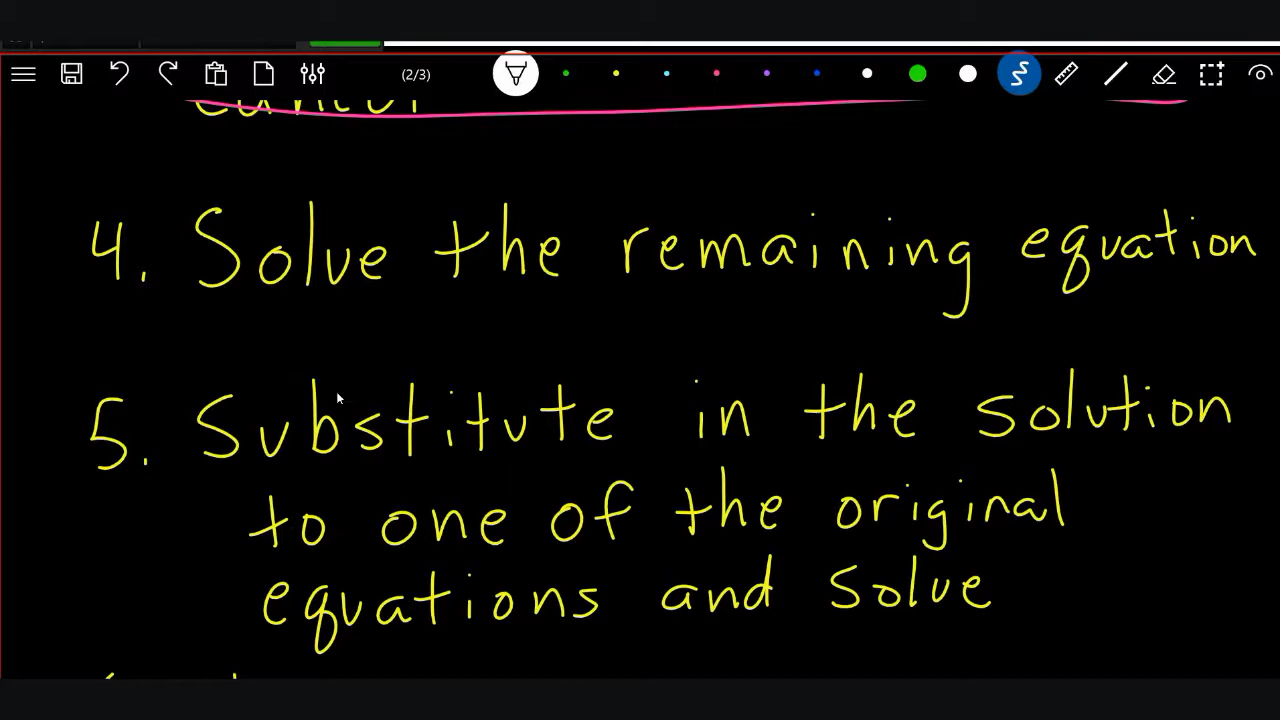 (2/3)
cancel
4. Solve the remaining equation
5. Substitute in the solution
to one of the original
equations and solve